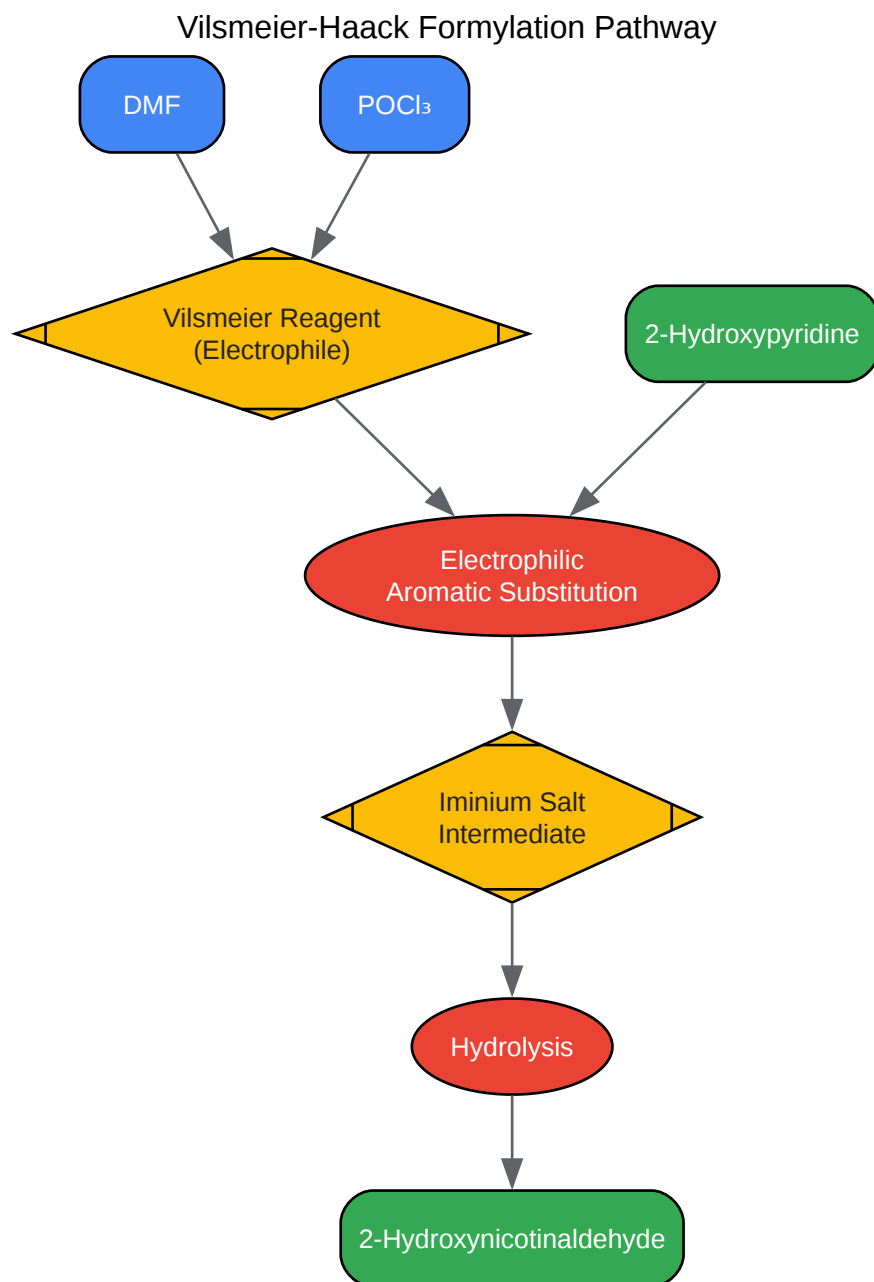 Vilsmeier-Haack Formylation Pathway
DMF
POCl₃
Vilsmeier Reagent
(Electrophile)
2-Hydroxypyridine
Electrophilic
Aromatic Substitution
Iminium Salt
Intermediate
Hydrolysis
2-Hydroxynicotinaldehyde